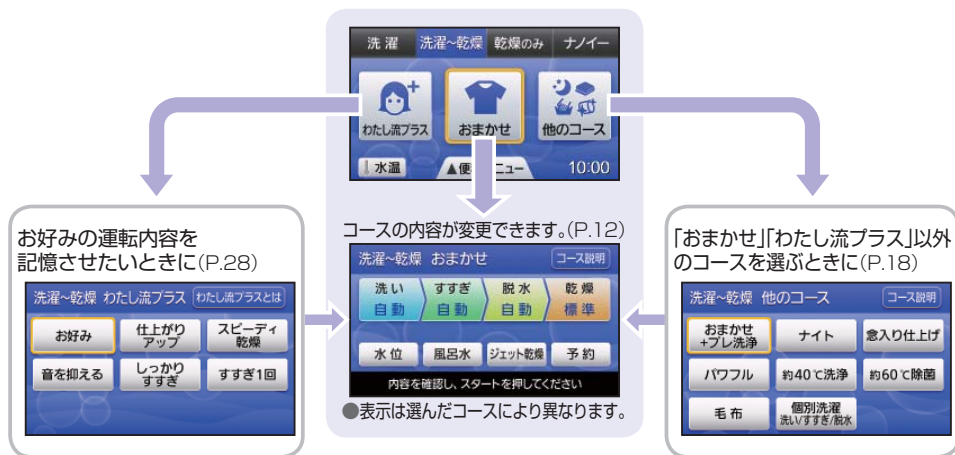 洗 濯 洗濯~乾燥 乾燥のみ ナノイー
わたし流プラス おまかせ 他のコース
水温 ▲便 ニュー 10:00
お好みの運転内容を
記憶させたいときに(P.28)
洗濯~乾燥 わたし流プラス わたし流プラスとは
お好み 仕上がり
アップ スピーディ
乾燥
音を抑える しっかり
すすぎ すすぎ1回
コースの内容が変更できます。(P.12)
洗濯~乾燥 おまかせ コース説明
洗 い すすぎ 脱 水 乾 燥
自動 自動 自動 標準
水 位 風呂水 ジェット乾燥 予 約
内容を確認し、スタートを押してください
●表示は選んだコースにより異なります。
「おまかせ」「わたし流プラス」以外
のコースを選ぶときに(P.18)
洗濯~乾燥 他のコース コース説明
おまかせ
+プレ洗浄 ナイト 念入り仕上げ
パワフル 約40℃洗浄 約60℃除菌
毛 布 個別洗濯
洗い/すすぎ/脱水